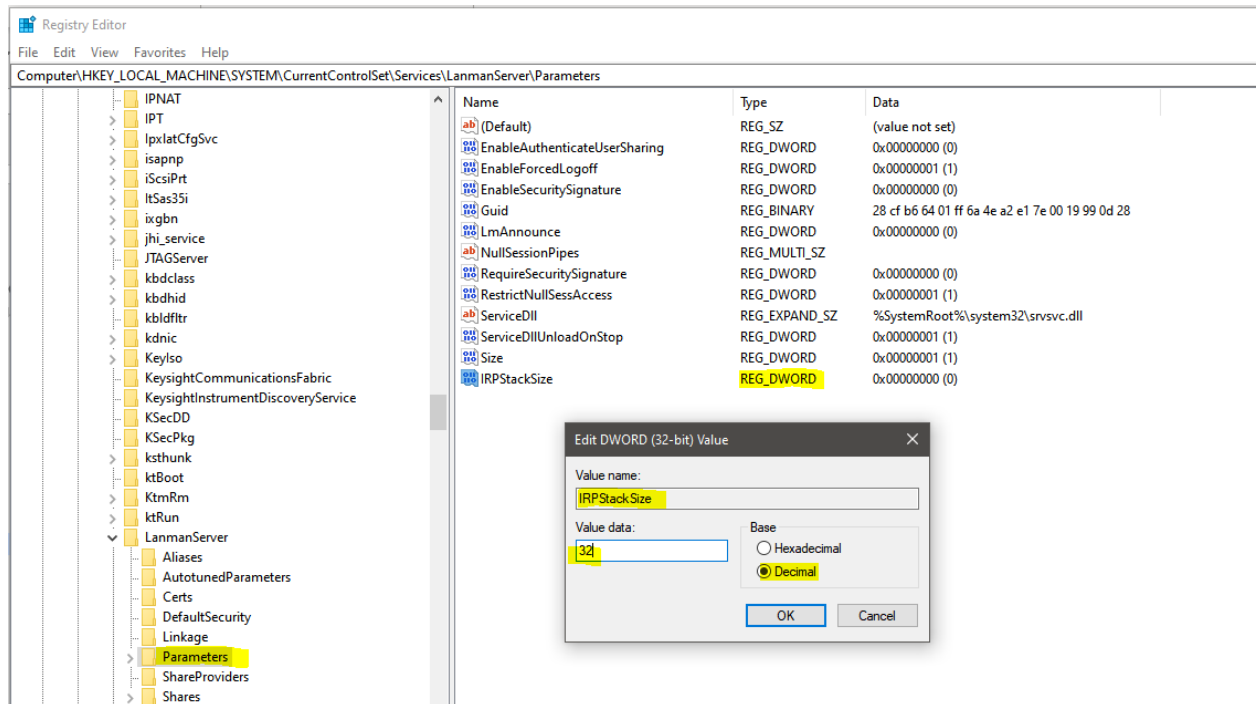 Registry Editor
File Edit View Favorites Help
Computer\HKEY_LOCAL_MACHINE\SYSTEM\CurrentControlSet\Services\LanmanServer\Parameters
IPNAT
IPT
IpxlatCfgSvc
isapnp
iScsiPrt
ItSas35i
ixgbn
jhi_service
JTAGServer
kbdclass
kbdhid
kbldfltr
kdnic
KeyIso
KeysightCommunicationsFabric
KeysightInstrumentDiscoveryService
KSecDD
KSecPkg
ksthunk
ktBoot
KtmRm
ktRun
LanmanServer
Aliases
AutotunedParameters
Certs
DefaultSecurity
Linkage
Parameters
ShareProviders
Shares
Name Type Data
(Default) REG_SZ (value not set)
EnableAuthenticateUserSharing REG_DWORD 0x00000000 (0)
EnableForcedLogoff REG_DWORD 0x00000001 (1)
EnableSecuritySignature REG_DWORD 0x00000000 (0)
Guid REG_BINARY 28 cf b6 64 01 ff 6a 4e a2 e1 7e 00 19 99 0d 28
LmAnnounce REG_DWORD 0x00000000 (0)
NullSessionPipes REG_MULTI_SZ
RequireSecuritySignature REG_DWORD 0x00000000 (0)
RestrictNullSessAccess REG_DWORD 0x00000001 (1)
ServiceDll REG_EXPAND_SZ %SystemRoot%\system32\srvsvc.dll
ServiceDllUnloadOnStop REG_DWORD 0x00000001 (1)
Size REG_DWORD 0x00000001 (1)
IRPStackSize REG_DWORD 0x00000000 (0)
Edit DWORD (32-bit) Value
Value name:
IRPStackSize
Value data: Base
32 Hexadecimal
Decimal
OK Cancel